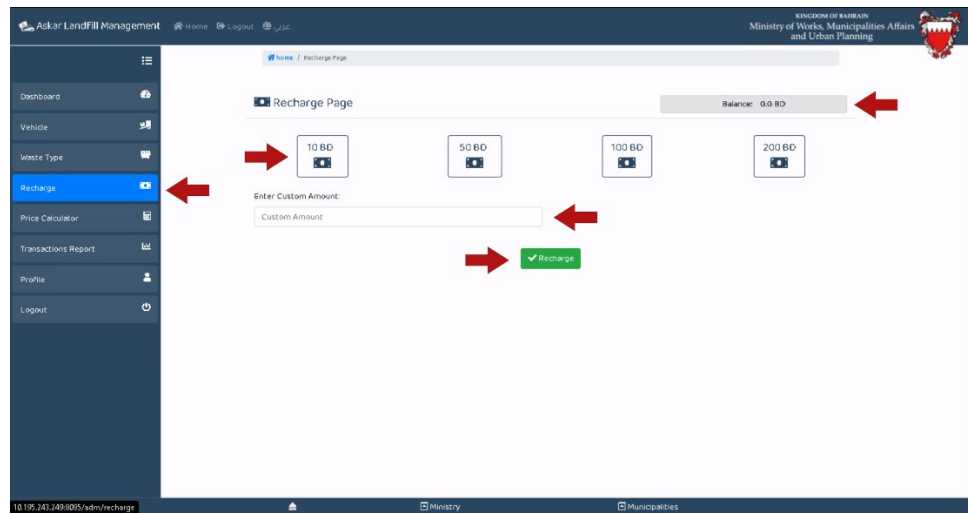 Askar Landfill Management
Home Logout عربي
KINGDOM OF BAHRAIN
Ministry of Works, Municipalities Affairs
and Urban Planning
home / Recharge Page
Dashboard
Vehicle
Waste Type
Recharge
Price Calculator
Transactions Report
Profile
Logout
Recharge Page
Balance: 0.0 BD
10 BD 50 BD 100 BD 200 BD
Enter Custom Amount:
Custom Amount
Recharge
10.195.243.249:8085/adm/recharge
Ministry Municipalities